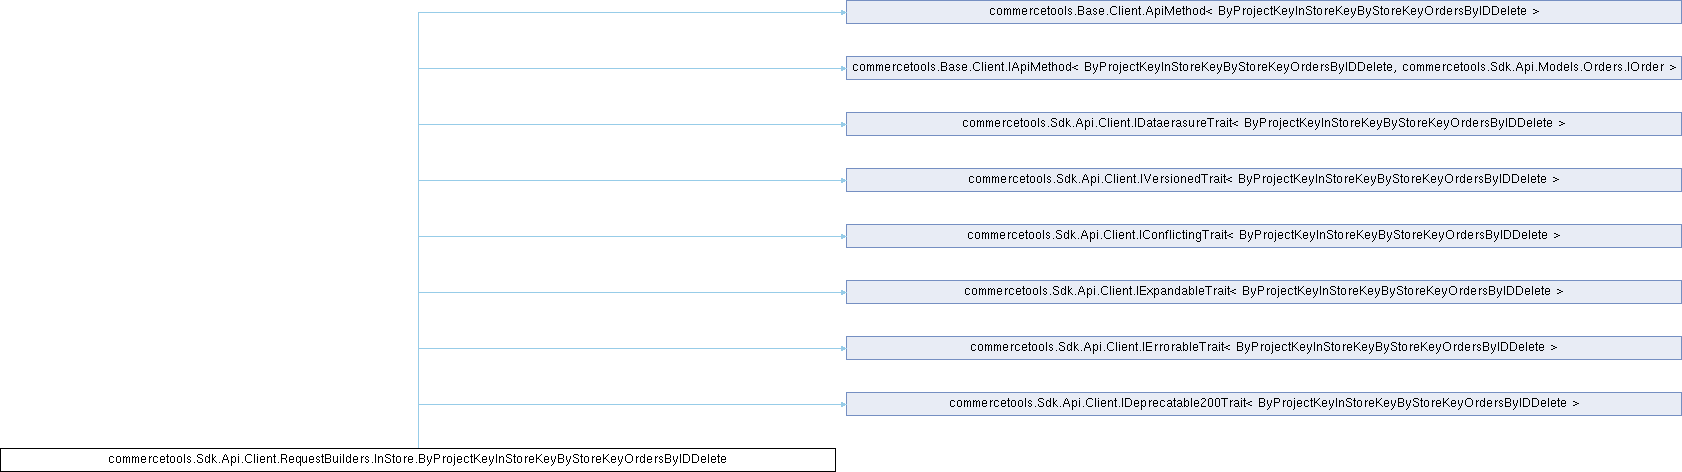 commercetools.Base.Client.ApiMethod< ByProjectKeyInStoreKeyByStoreKeyOrdersByIDDelete >
commercetools.Base.Client.IApiMethod< ByProjectKeyInStoreKeyByStoreKeyOrdersByIDDelete, commercetools.Sdk.Api.Models.Orders.IOrder >
commercetools.Sdk.Api.Client.IDataerasureTrait< ByProjectKeyInStoreKeyByStoreKeyOrdersByIDDelete >
commercetools.Sdk.Api.Client.IVersionedTrait< ByProjectKeyInStoreKeyByStoreKeyOrdersByIDDelete >
commercetools.Sdk.Api.Client.IConflictingTrait< ByProjectKeyInStoreKeyByStoreKeyOrdersByIDDelete >
commercetools.Sdk.Api.Client.IExpandableTrait< ByProjectKeyInStoreKeyByStoreKeyOrdersByIDDelete >
commercetools.Sdk.Api.Client.IErrorableTrait< ByProjectKeyInStoreKeyByStoreKeyOrdersByIDDelete >
commercetools.Sdk.Api.Client.IDeprecatable200Trait< ByProjectKeyInStoreKeyByStoreKeyOrdersByIDDelete >
commercetools.Sdk.Api.Client.RequestBuilders.InStore.ByProjectKeyInStoreKeyByStoreKeyOrdersByIDDelete